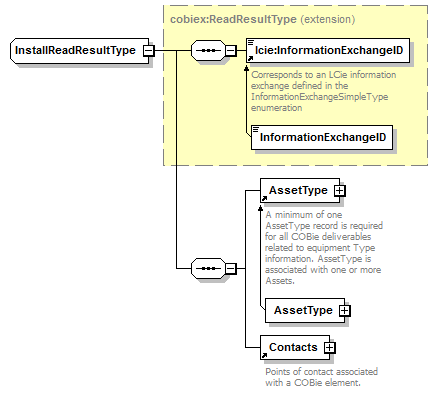 cobiex:ReadResultType (extension)
InstallReadResultType
lcie:InformationExchangeID
Corresponds to an LCie information
exchange defined in the
InformationExchangeSimpleType
enumeration
InformationExchangeID
AssetType
A minimum of one
AssetType record is required
for all COBie deliverables
related to equipment Type
information. AssetType is
associated with one or more
Assets.
AssetType
Contacts
Points of contact associated
with a COBie element.